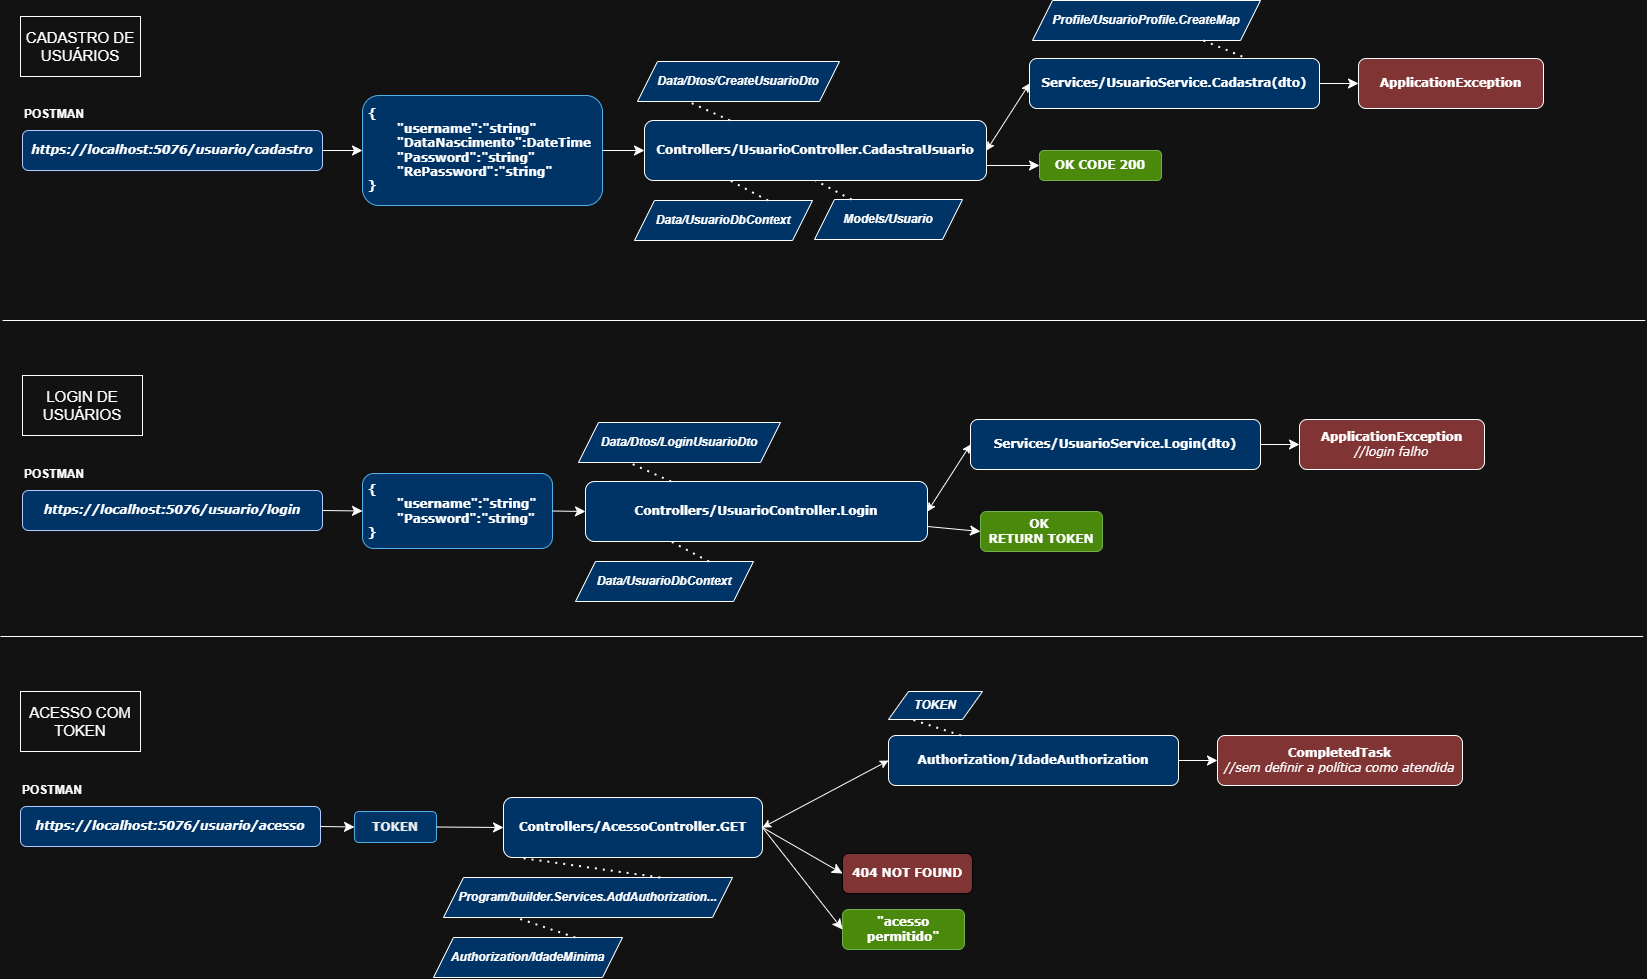 CADASTRO DE
USUÁRIOS
Profile/UsuarioProfile.CreateMap
Data/Dtos/CreateUsuarioDto
Services/UsuarioService.Cadastra(dto)
ApplicationException
POSTMAN
https://localhost:5076/usuario/cadastro
{
"username":"string"
"DataNascimento":DateTime
"Password":"string"
"RePassword":"string"
}
Controllers/UsuarioController.CadastraUsuario
OK CODE 200
Data/UsuarioDbContext
Models/Usuario
LOGIN DE
USUÁRIOS
Data/Dtos/LoginUsuarioDto
Services/UsuarioService.Login(dto)
ApplicationException
//login falho
POSTMAN
https://localhost:5076/usuario/login
{
"username":"string"
"Password":"string"
}
Controllers/UsuarioController.Login
OK
RETURN TOKEN
Data/UsuarioDbContext
ACESSO COM
TOKEN
TOKEN
Authorization/IdadeAuthorization
CompletedTask
//sem definir a política como atendida
POSTMAN
https://localhost:5076/usuario/acesso
TOKEN
Controllers/AcessoController.GET
404 NOT FOUND
Program/builder.Services.AddAuthorization...
"acesso
permitido"
Authorization/IdadeMinima